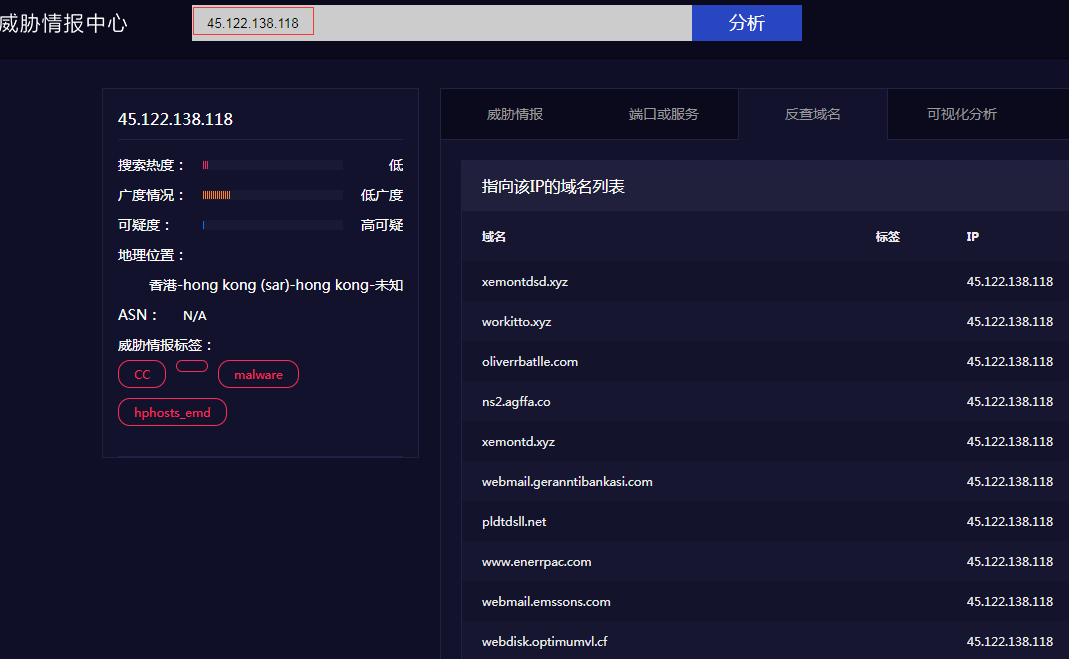 威胁情报中心
45.122.138.118
分析
45.122.138.118
搜索热度： 低
广度情况： 低广度
可疑度： 高可疑
地理位置：
香港-hong kong (sar)-hong kong-未知
ASN： N/A
威胁情报标签：
CC malware
hphosts_emd
威胁情报 端口或服务 反查域名 可视化分析
指向该IP的域名列表
域名 标签 IP
xemontdsd.xyz 45.122.138.118
workitto.xyz 45.122.138.118
oliverrbatlle.com 45.122.138.118
ns2.agffa.co 45.122.138.118
xemontd.xyz 45.122.138.118
webmail.geranntibankasi.com 45.122.138.118
pldtdsll.net 45.122.138.118
www.enerrpac.com 45.122.138.118
webmail.emssons.com 45.122.138.118
webdisk.optimumvl.cf 45.122.138.118